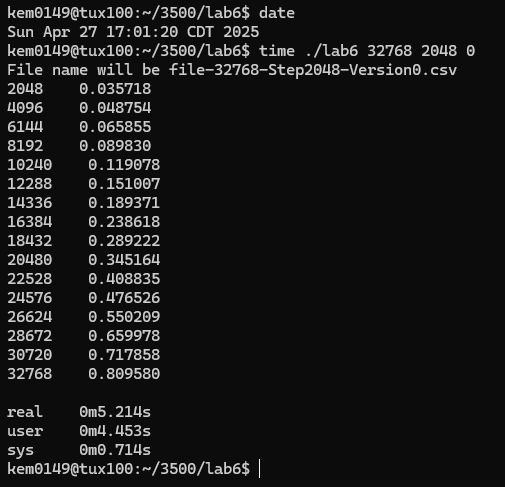 kem0149@tux100:~/3500/lab6$ date
Sun Apr 27 17:01:20 CDT 2025
kem0149@tux100:~/3500/lab6$ time ./lab6 32768 2048 0
File name will be file-32768-Step2048-Version0.csv
2048    0.035718
4096    0.048754
6144    0.065855
8192    0.089830
10240    0.119078
12288    0.151007
14336    0.189371
16384    0.238618
18432    0.289222
20480    0.345164
22528    0.408835
24576    0.476526
26624    0.550209
28672    0.659978
30720    0.717858
32768    0.809580

real    0m5.214s
user    0m4.453s
sys     0m0.714s
kem0149@tux100:~/3500/lab6$